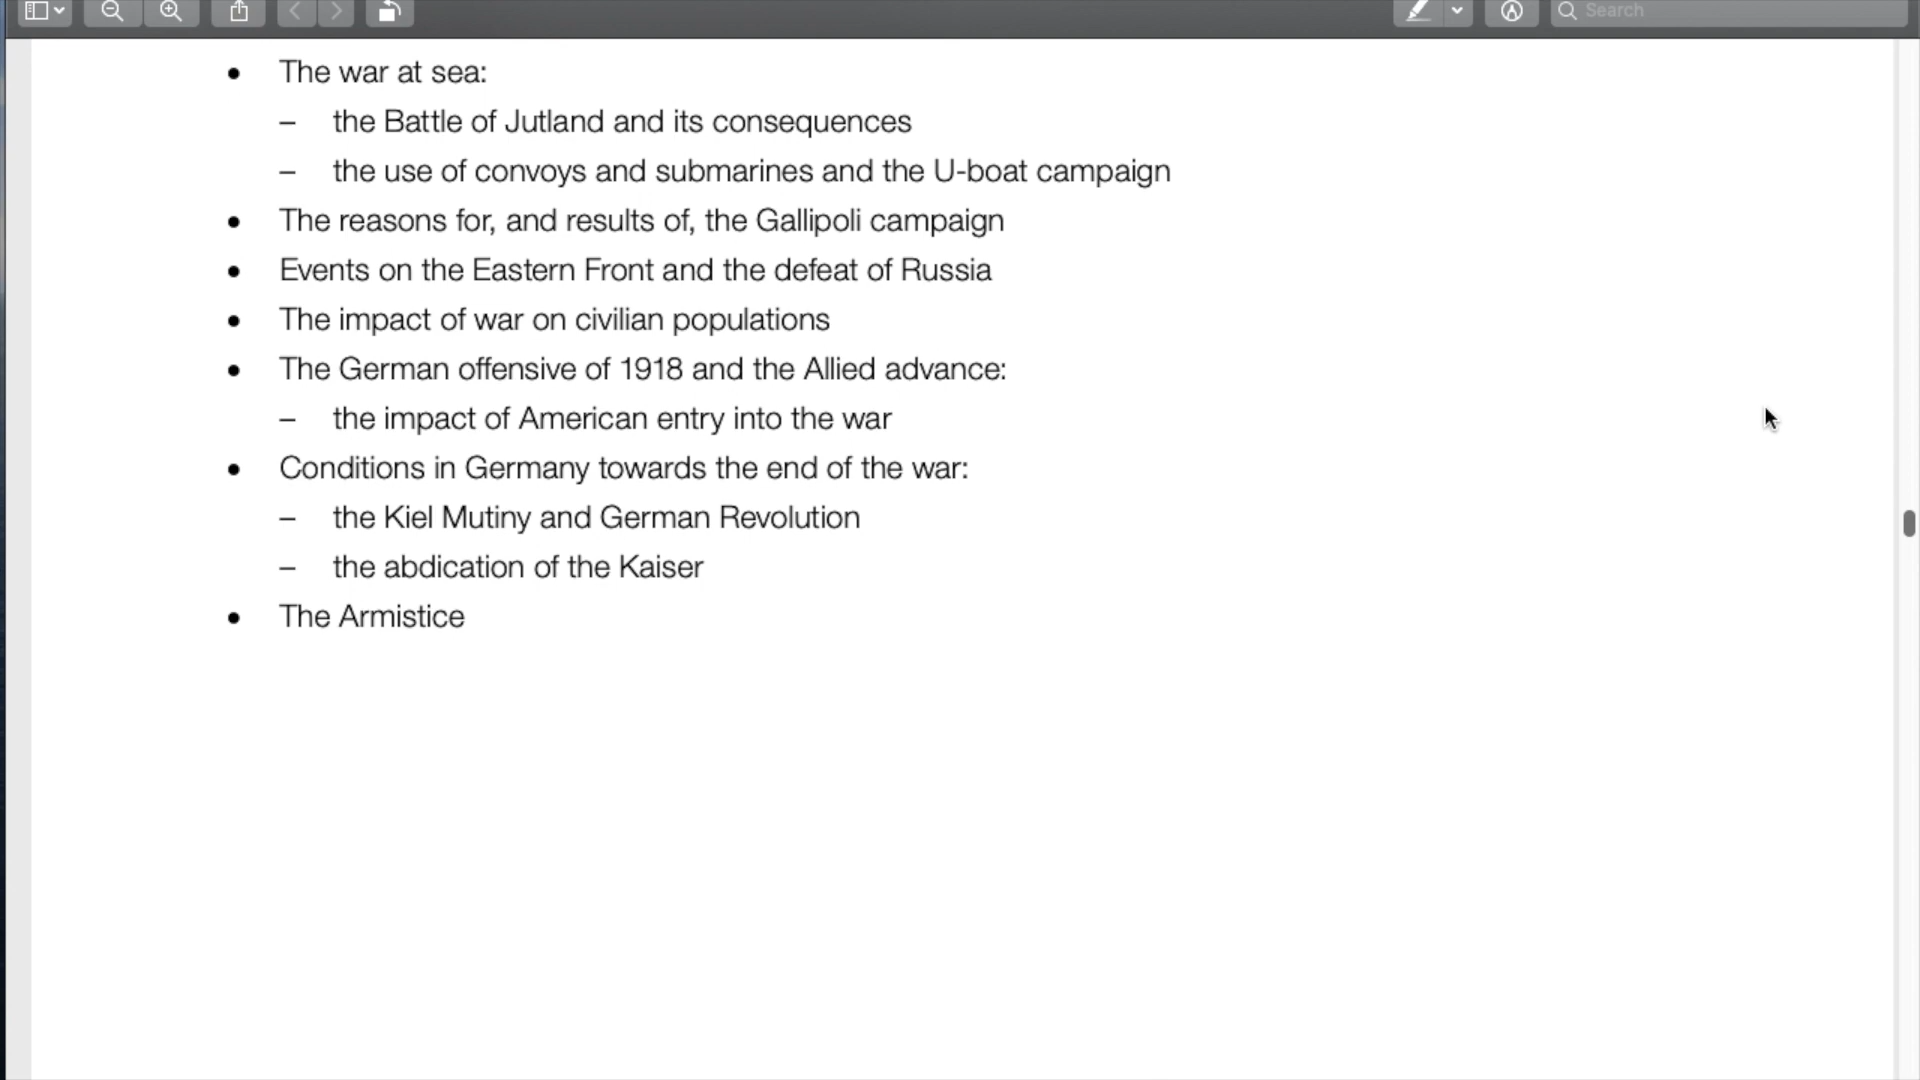 Search
• The war at sea:
– the Battle of Jutland and its consequences
– the use of convoys and submarines and the U-boat campaign
• The reasons for, and results of, the Gallipoli campaign
• Events on the Eastern Front and the defeat of Russia
• The impact of war on civilian populations
• The German offensive of 1918 and the Allied advance:
– the impact of American entry into the war
• Conditions in Germany towards the end of the war:
– the Kiel Mutiny and German Revolution
– the abdication of the Kaiser
• The Armistice